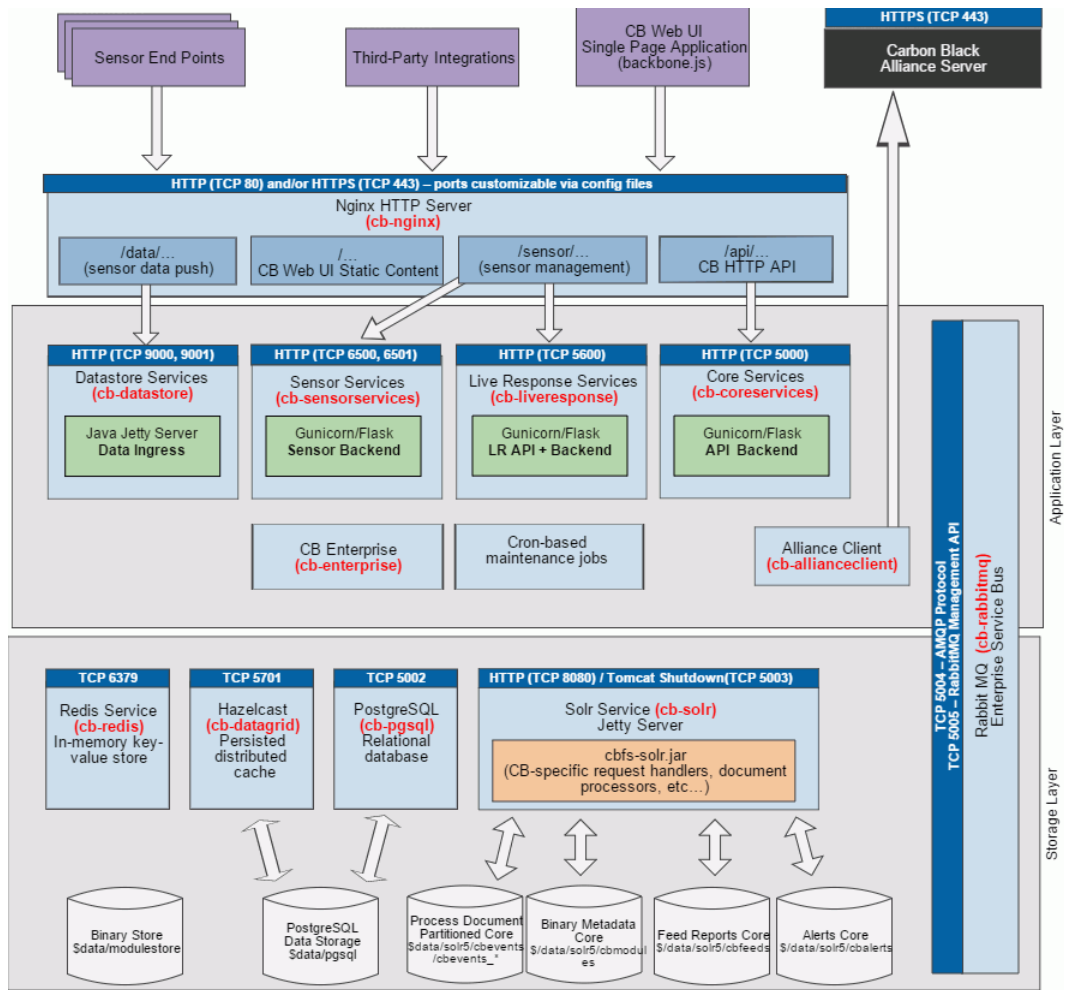 Sensor End Points
Third-Party Integrations
CB Web UI
Single Page Application
(backbone.js)
HTTPS (TCP 443)
Carbon Black
Alliance Server
HTTP (TCP 80) and/or HTTPS (TCP 443) – ports customizable via config files
Nginx HTTP Server
(cb-nginx)
/data/…
(sensor data push)
/…
CB Web UI Static Content
/sensor/…
(sensor management)
/api/…
CB HTTP API
HTTP (TCP 9000, 9001)
Datastore Services
(cb-datastore)
Java Jetty Server
Data Ingress
HTTP (TCP 6500, 6501)
Sensor Services
(cb-sensorservices)
Gunicorn/Flask
Sensor Backend
HTTP (TCP 5600)
Live Response Services
(cb-liveresponse)
Gunicorn/Flask
LR API + Backend
HTTP (TCP 5000)
Core Services
(cb-coreservices)
Gunicorn/Flask
API Backend
CB Enterprise
(cb-enterprise)
Cron-based
maintenance jobs
Alliance Client
(cb-allianceclient)
Application Layer
TCP 5004 – AMQP Protocol
TCP 5005 – RabbitMQ Management API
Rabbit MQ (cb-rabbitmq)
Enterprise Service Bus
TCP 6379
Redis Service
(cb-redis)
In-memory key-
value store
TCP 5701
Hazelcast
(cb-datagrid)
Persisted
distributed
cache
TCP 5002
PostgreSQL
(cb-pgsql)
Relational
database
HTTP (TCP 8080) / Tomcat Shutdown(TCP 5003)
Solr Service (cb-solr)
Jetty Server
cbfs-solr.jar
(CB-specific request handlers, document
processors, etc…)
Storage Layer
Binary Store
$data/modulestore
PostgreSQL
Data Storage
$data/pgsql
Process Document
Partitioned Core
$data/solr5/cbevents
/cbevents_*
Binary Metadata
Core
$/data/solr5/cbmodul
es
Feed Reports Core
$/data/solr5/cbfeeds
Alerts Core
$/data/solr5/cbalerts